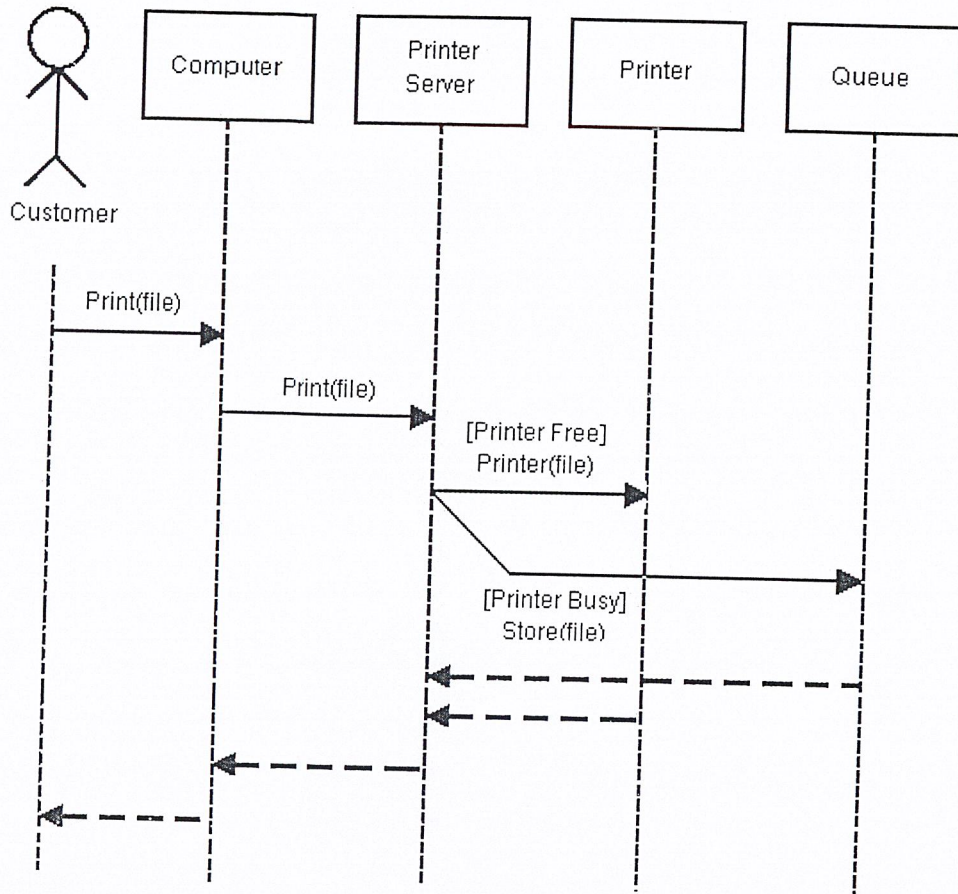 Computer
Printer
Server
Printer
Queue
Customer
Print(file)
Print(file)
[Printer Free]
Printer(file)
[Printer Busy]
Store(file)